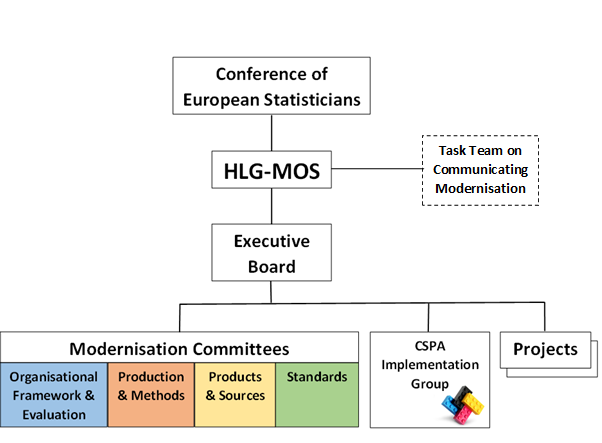 Conference of
European Statisticians
HLG-MOS
Task Team on
Communicating
Modernisation
Executive
Board
Modernisation Committees
Organisational
Framework &
Evaluation
Production
& Methods
Products
& Sources
Standards
CSPA
Implementation
Group
Projects